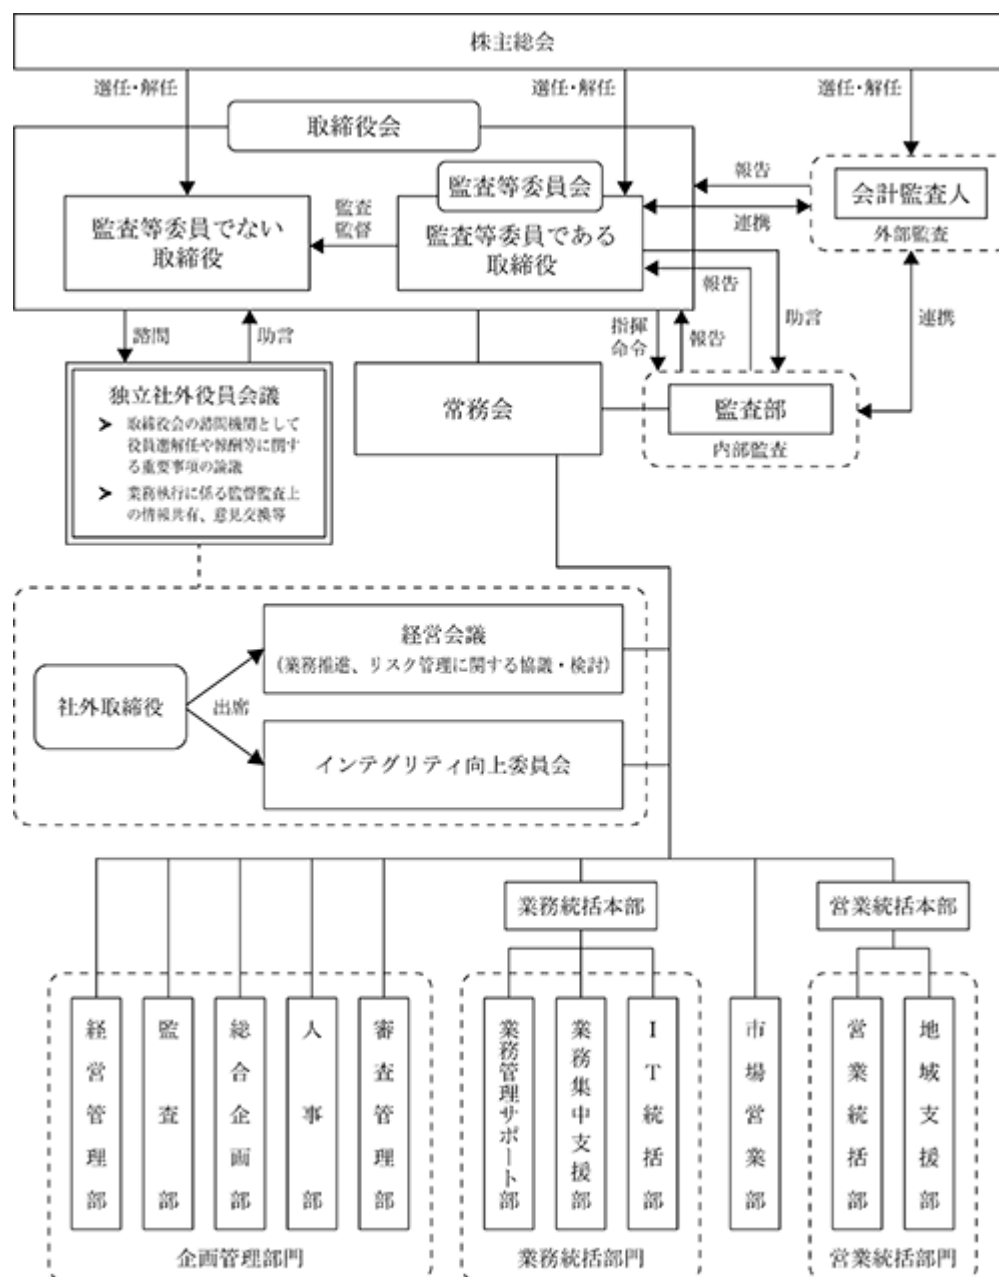 株主総会
選任・解任
選任・解任
選任・解任
取締役会
監査等委員会
監査等委員でない
取締役
監査
監督
監査等委員である
取締役
報告
連携
会計監査人
外部監査
報告
助言
連携
諮問
助言
指揮
命令
報告
独立社外役員会議
➤ 取締役会の諮問機関として
役員選解任や報酬等に関す
る重要事項の論議
➤ 業務執行に係る監督監査上
の情報共有、意見交換等
常務会
監査部
内部監査
経営会議
(業務推進、リスク管理に関する協議・検討)
社外取締役
出席
インテグリティ向上委員会
業務統括本部
営業統括本部
経営管理部
監査部
総合企画部
人事部
審査管理部
業務管理サポート部
業務集中支援部
IT統括部
市場営業部
営業統括部
地域支援部
企画管理部門
業務統括部門
営業統括部門